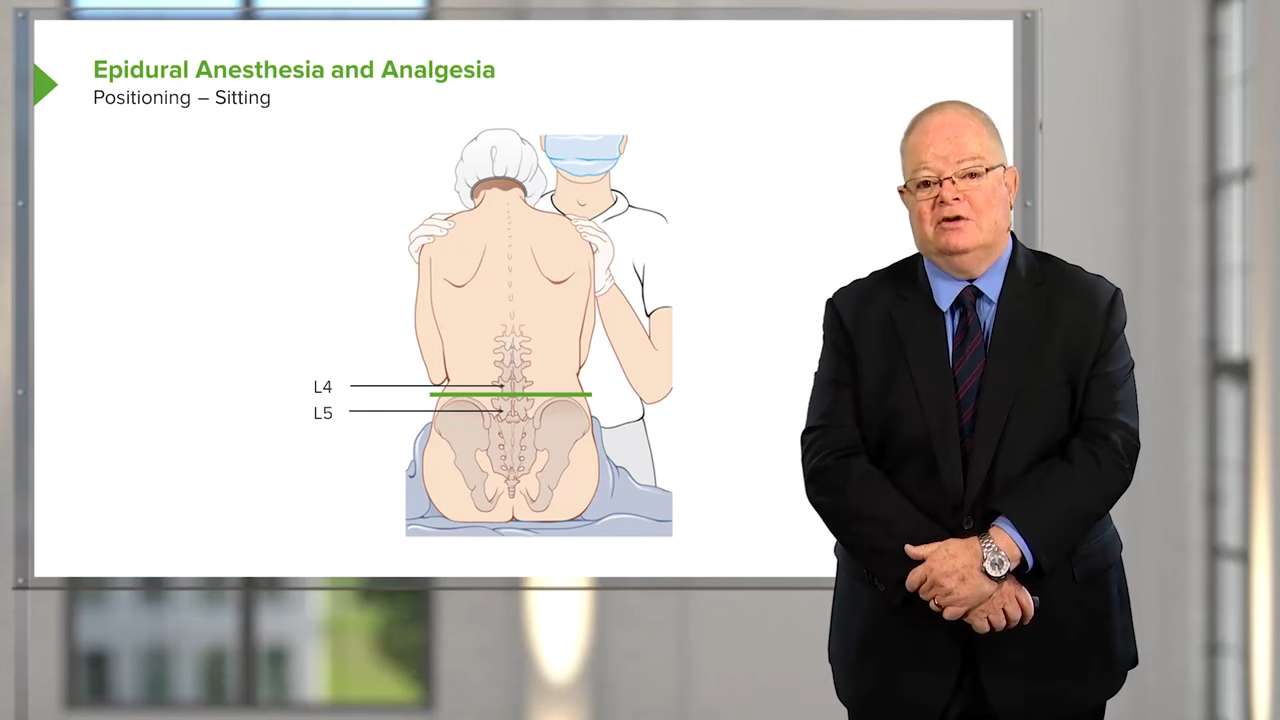 Epidural Anesthesia and Analgesia
Positioning – Sitting
L4
L5